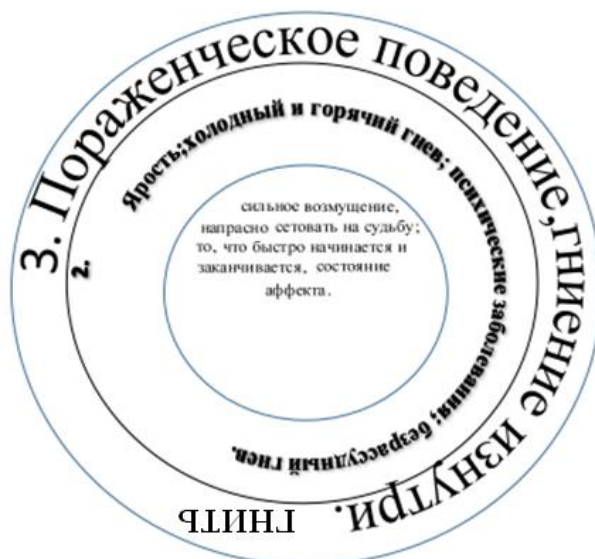 3. Пораженческое поведение,гниение изнутри.
ГНИТЬ
2.
Ярость;холодный и горячий гнев; психические заболевания; безрассудный гнев.
сильное возмущение,
напрасно сетовать на судьбу;
то, что быстро начинается и
заканчивается, состояние
аффекта.